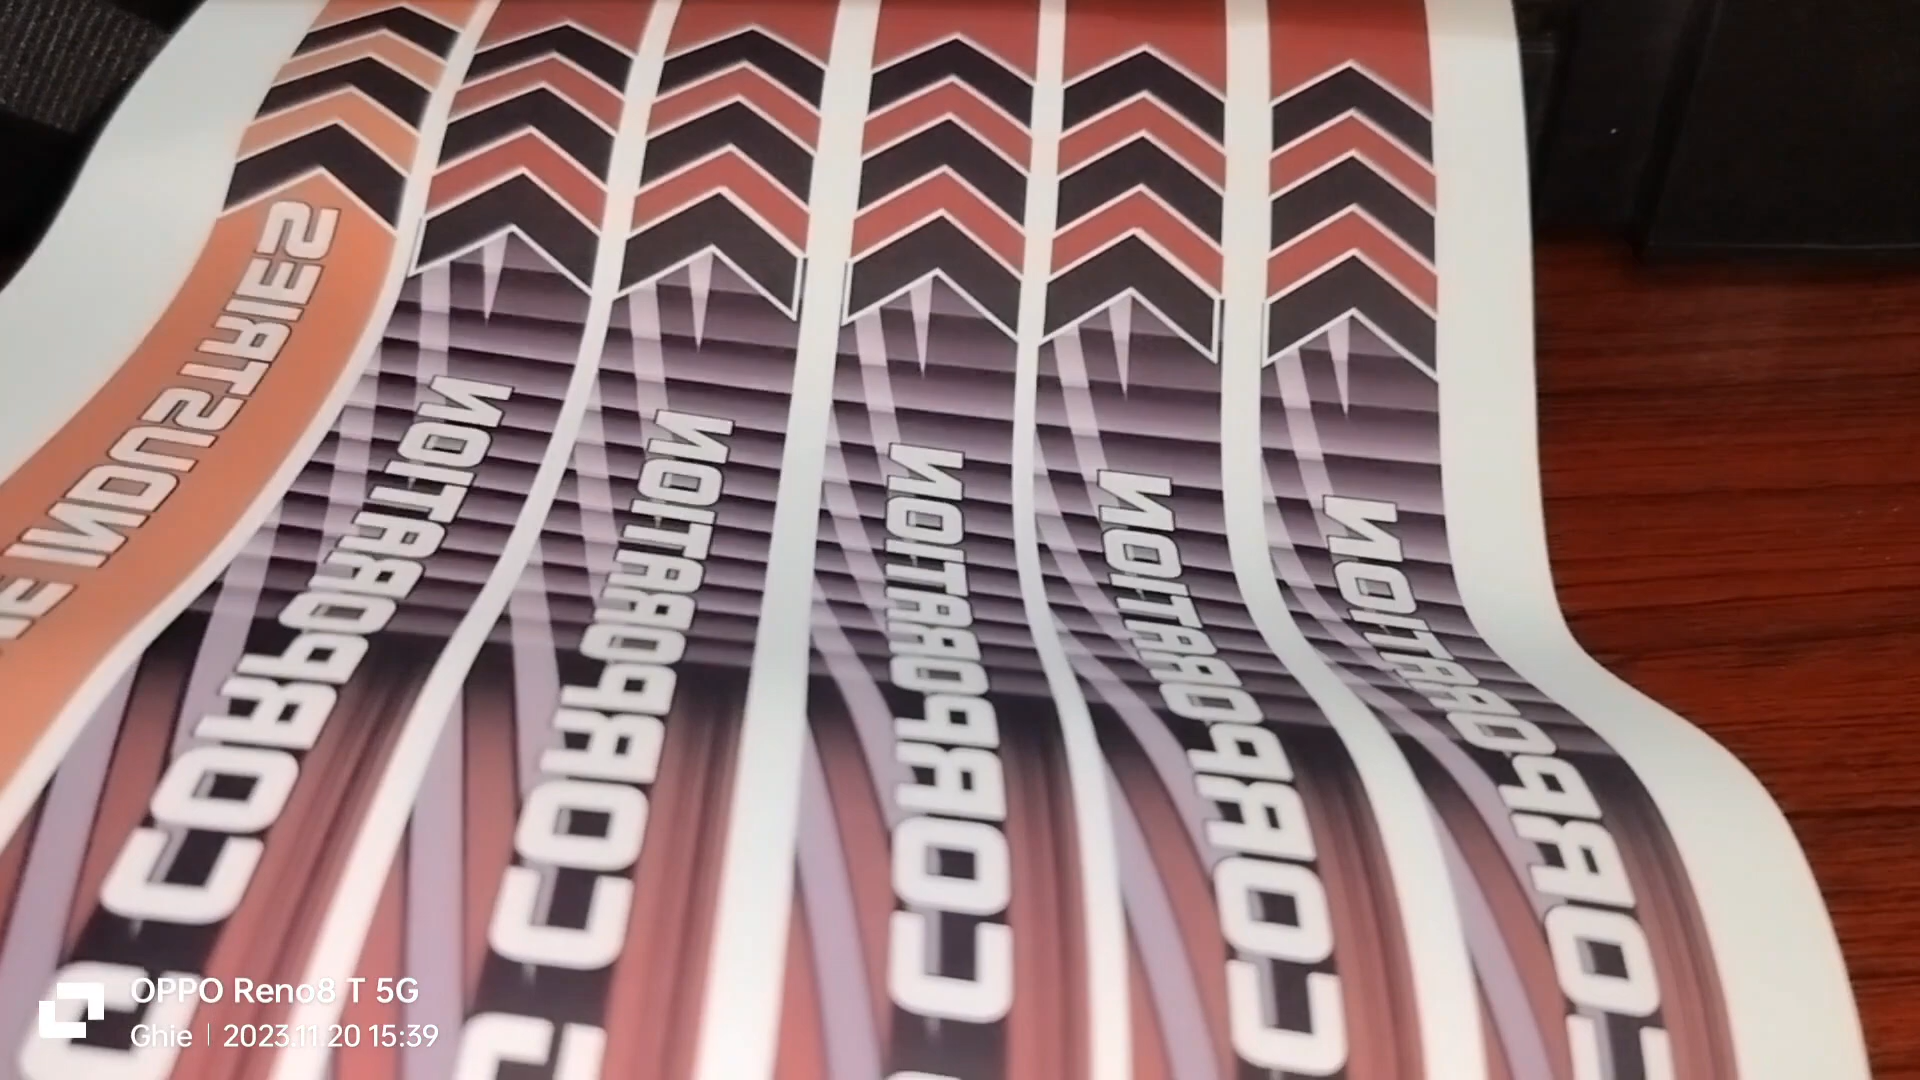 INDUSTRIES
CORPORATION
CORPORATION
CORPORATION
CORPORATION
CORPORATION
OPPO Reno8 T 5G
Ghie | 2023.11.20 15:39